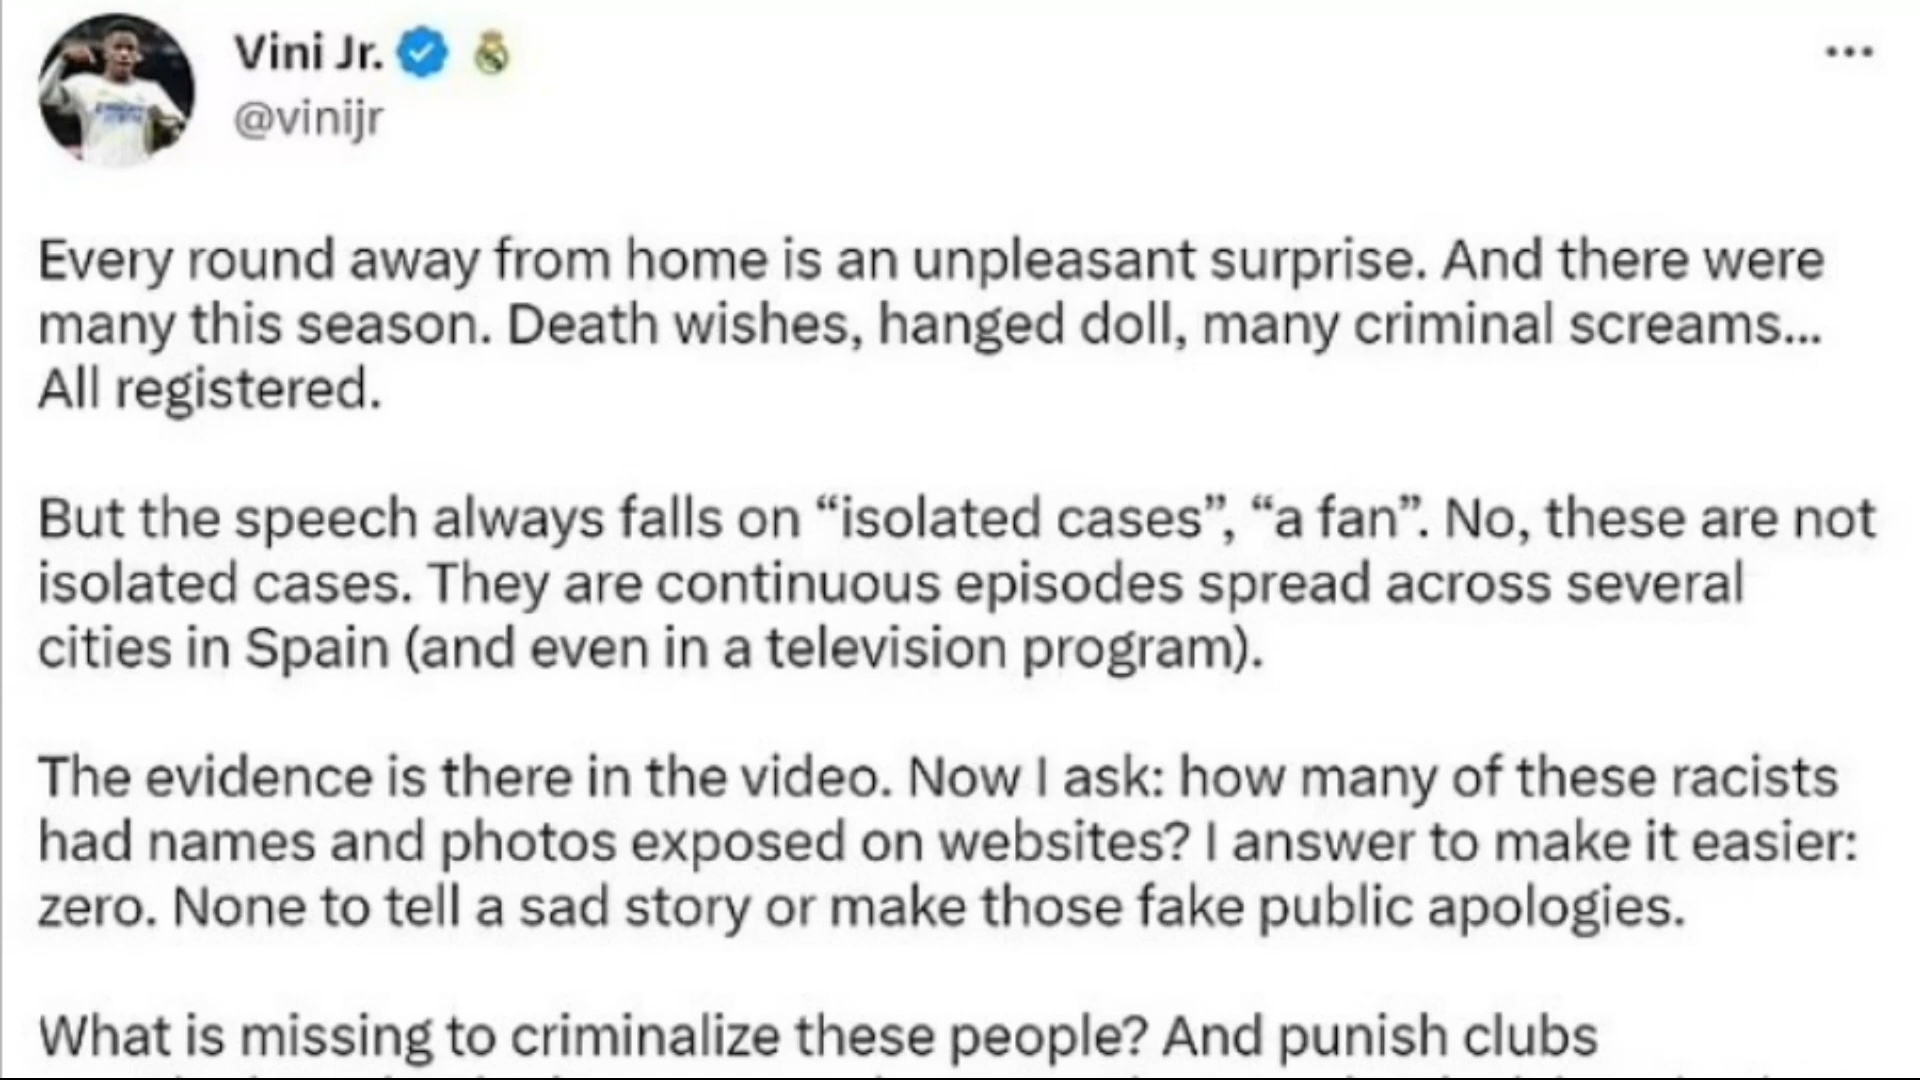 Vini Jr.
@vinijr
Every round away from home is an unpleasant surprise. And there were
many this season. Death wishes, hanged doll, many criminal screams...
All registered.
But the speech always falls on “isolated cases”, “a fan”. No, these are not
isolated cases. They are continuous episodes spread across several
cities in Spain (and even in a television program).
The evidence is there in the video. Now I ask: how many of these racists
had names and photos exposed on websites? I answer to make it easier:
zero. None to tell a sad story or make those fake public apologies.
What is missing to criminalize these people? And punish clubs